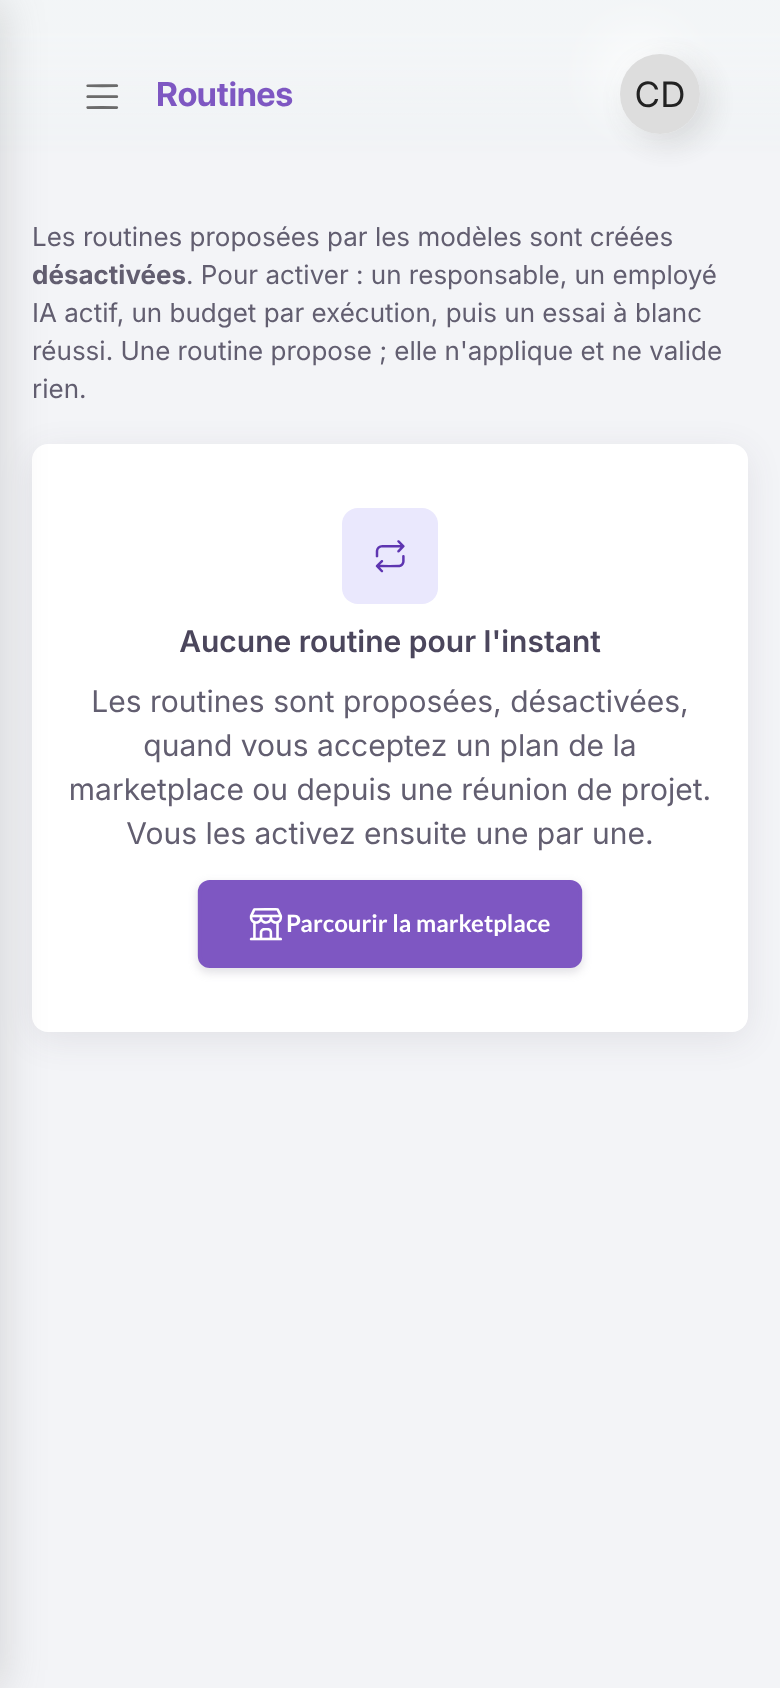 Routines
CD
Les routines proposées par les modèles sont créées
désactivées. Pour activer : un responsable, un employé
IA actif, un budget par exécution, puis un essai à blanc
réussi. Une routine propose ; elle n'applique et ne valide
rien.
Aucune routine pour l'instant
Les routines sont proposées, désactivées,
quand vous acceptez un plan de la
marketplace ou depuis une réunion de projet.
Vous les activez ensuite une par une.
Parcourir la marketplace